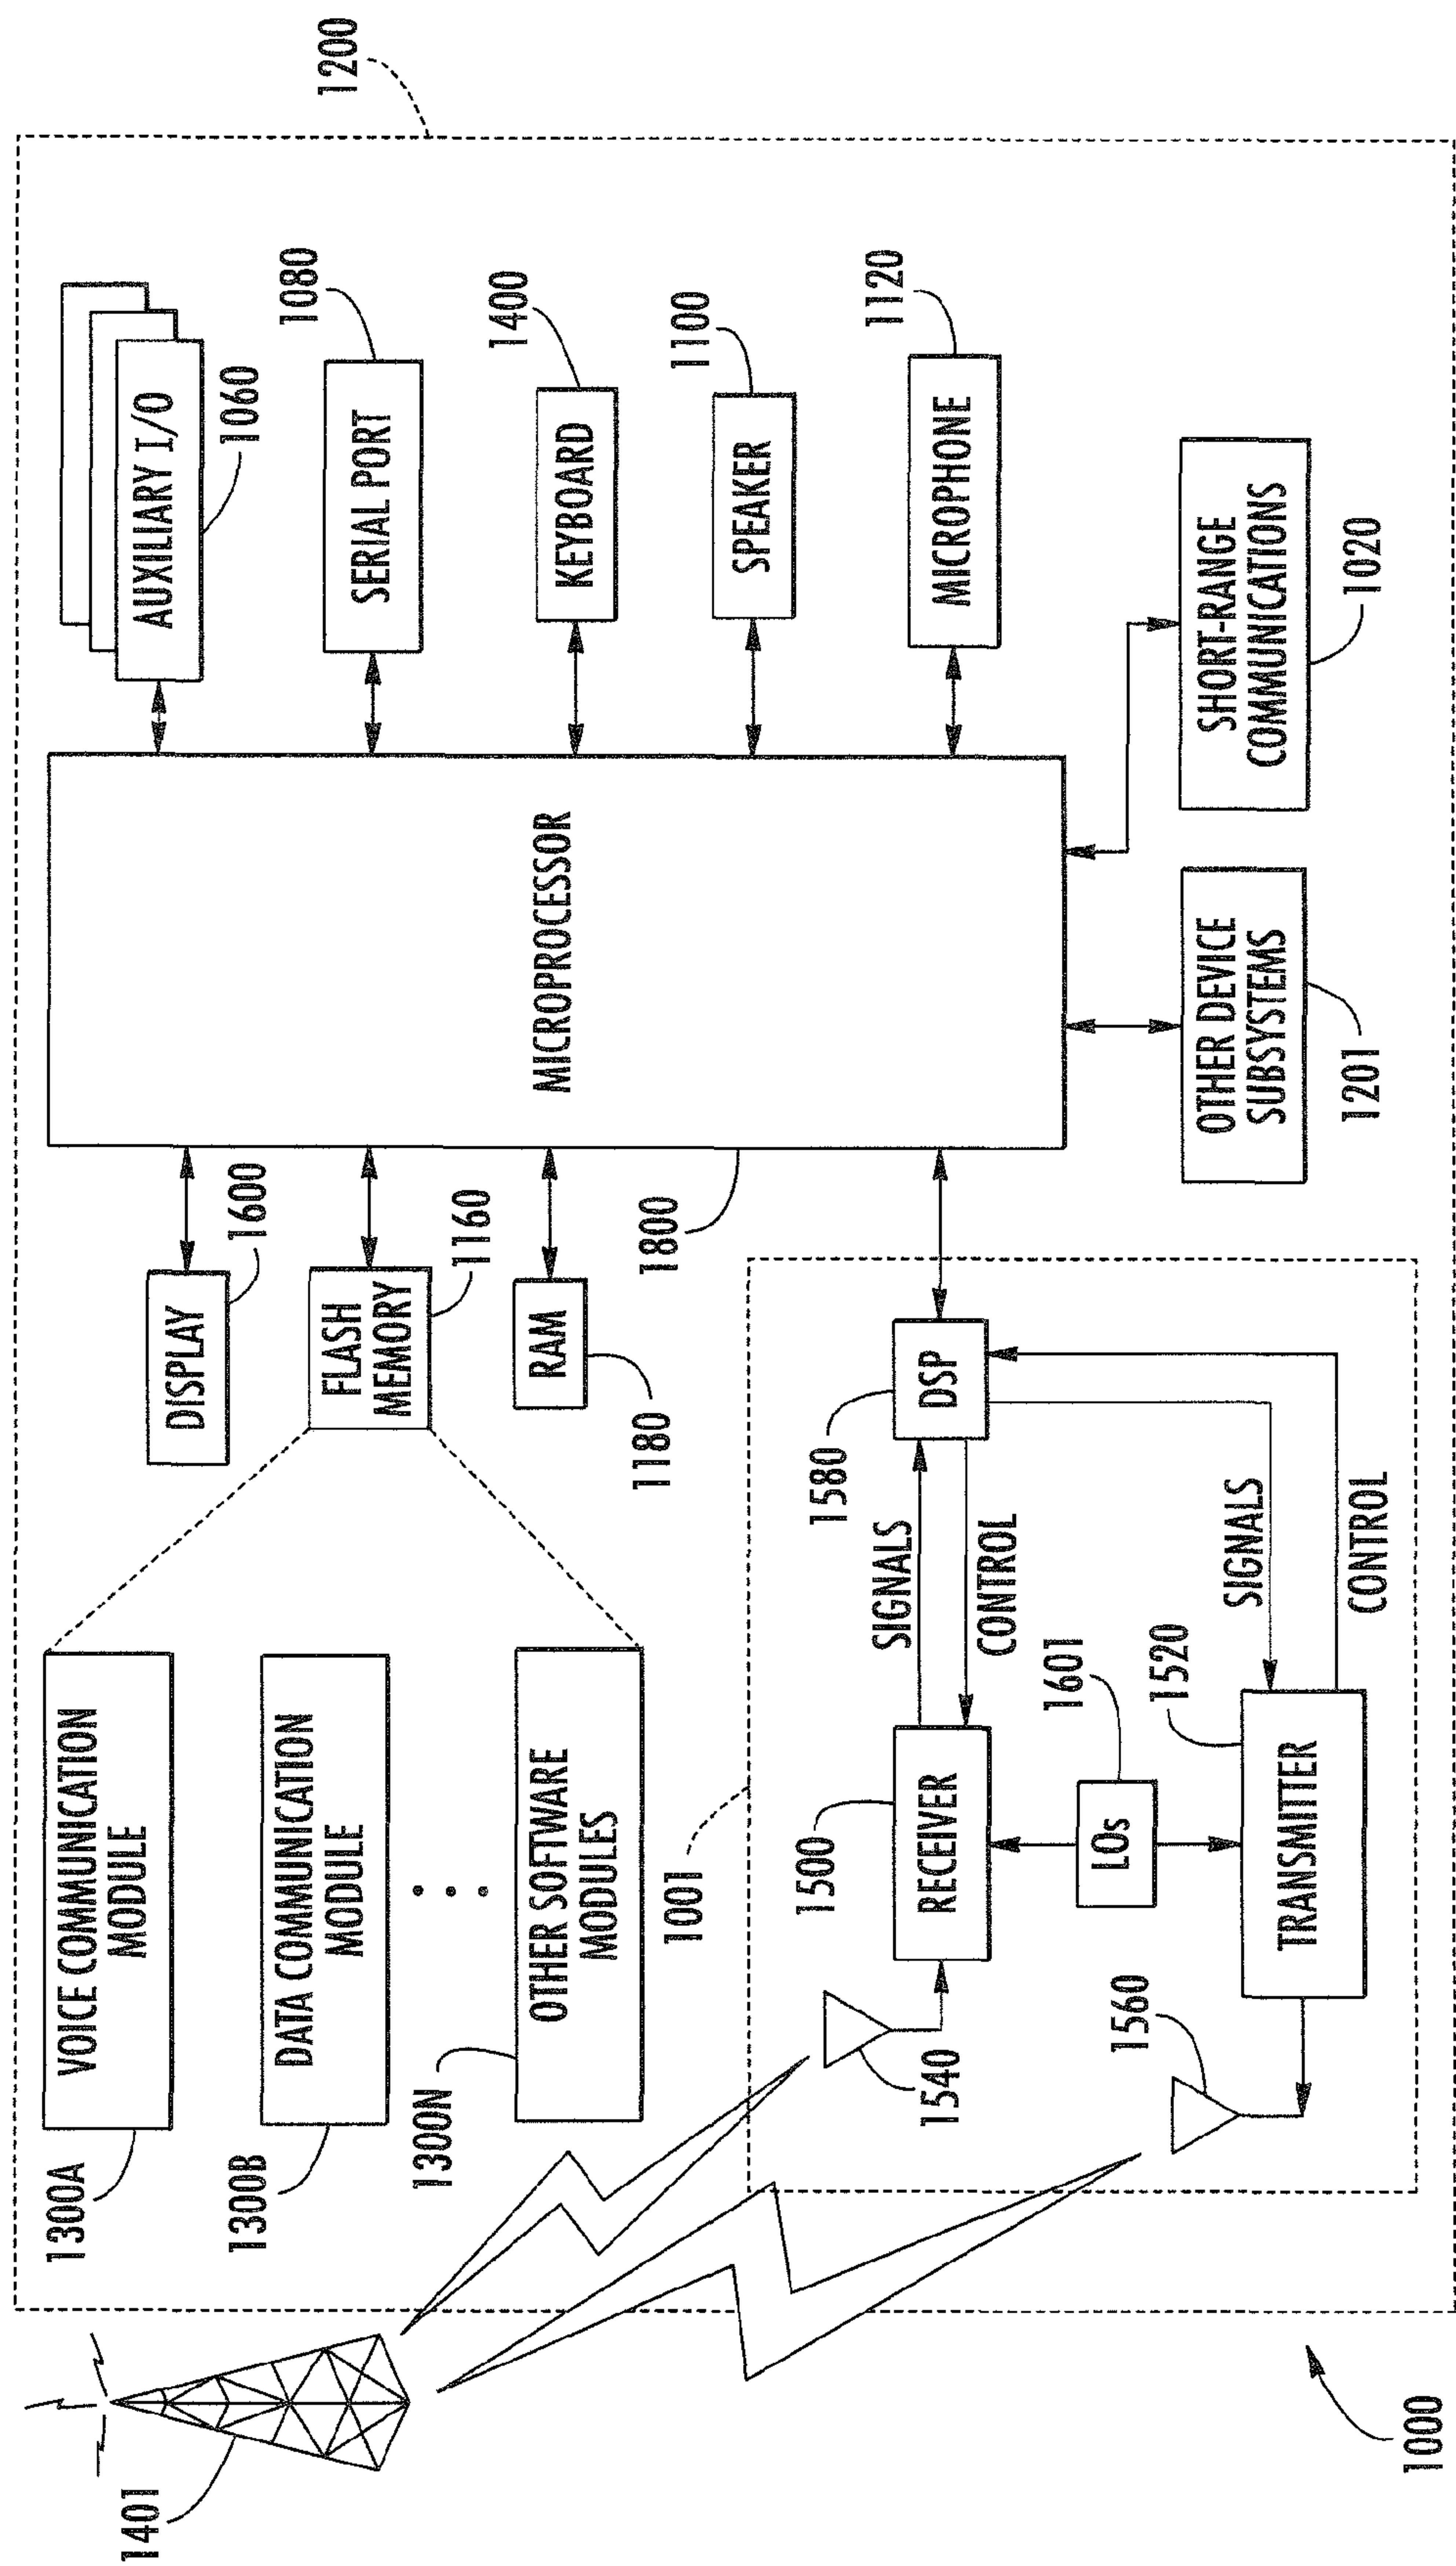 1401
1300A
VOICE COMMUNICATION
MODULE
1300B
DATA COMMUNICATION
MODULE
1300N
OTHER SOFTWARE
MODULES
DISPLAY
1600
FLASH
MEMORY
1160
RAM
1180
1800
MICROPROCESSOR
AUXILIARY I/O
1060
SERIAL PORT
1080
KEYBOARD
1400
SPEAKER
1100
MICROPHONE
1120
1200
1001
1540
1500
RECEIVER
SIGNALS
CONTROL
1580
DSP
LOs
1601
1560
1520
TRANSMITTER
SIGNALS
CONTROL
OTHER DEVICE
SUBSYSTEMS
1201
SHORT-RANGE
COMMUNICATIONS
1020
1000